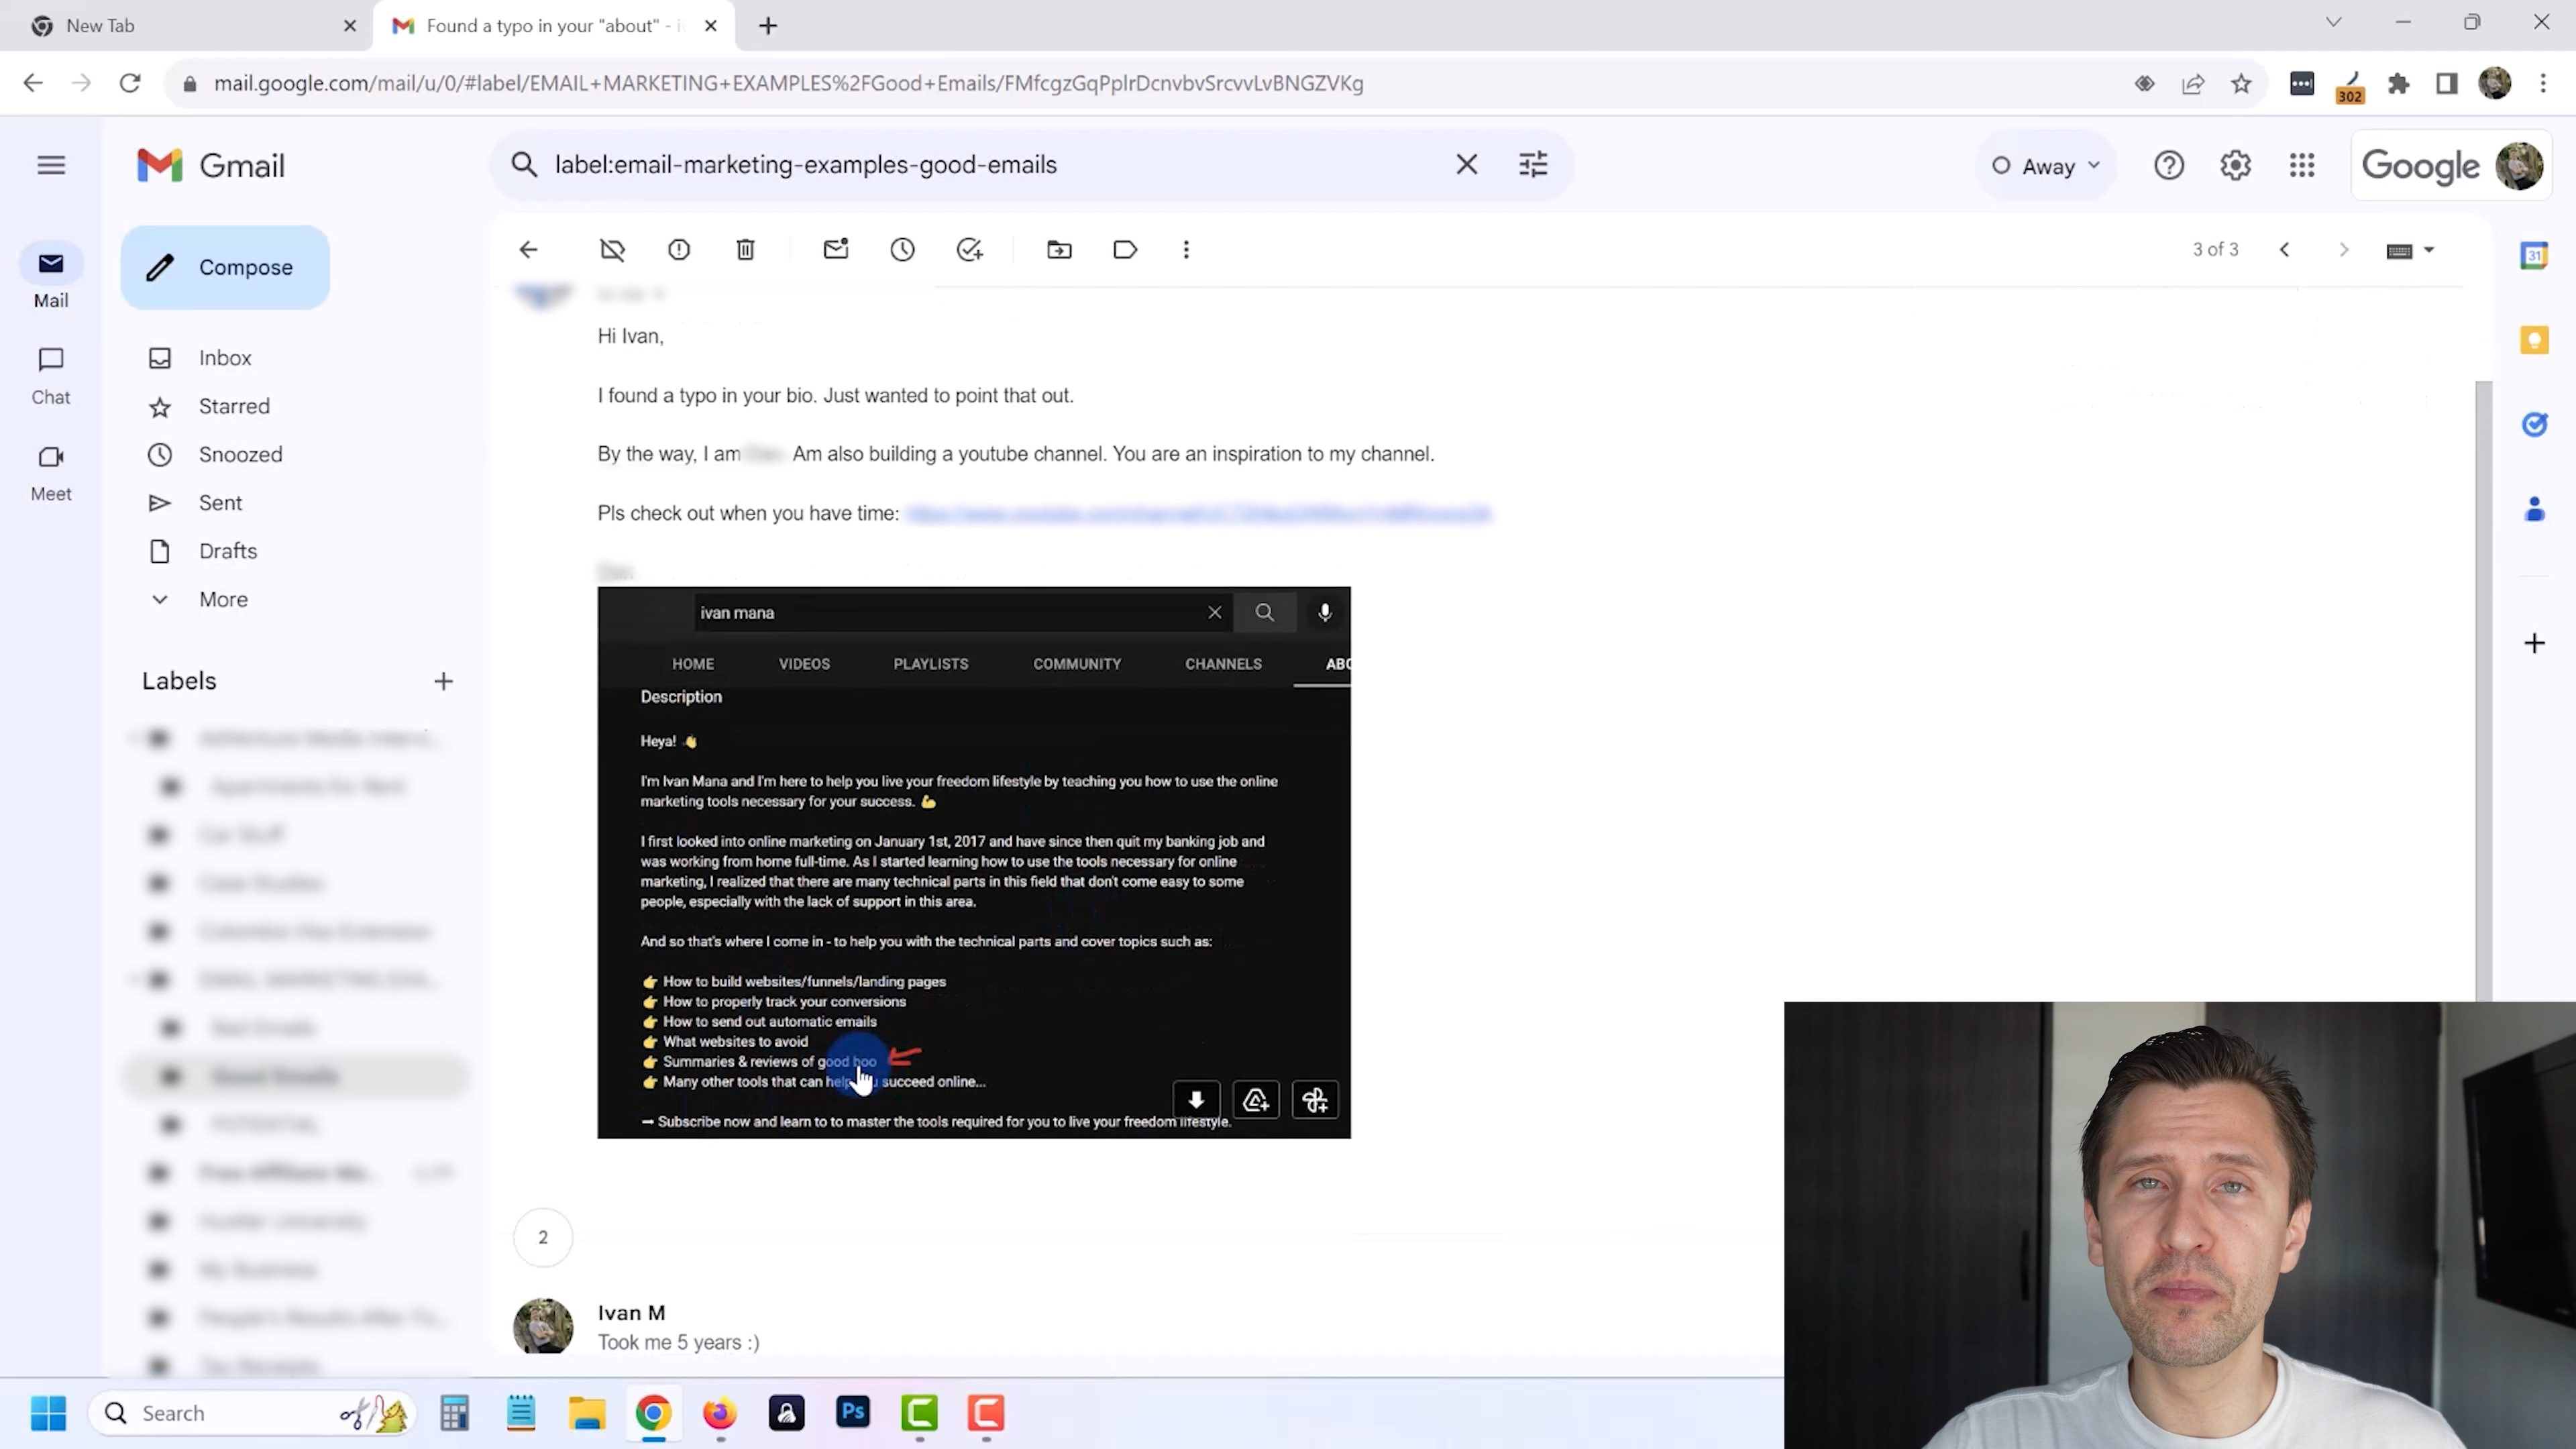 New Tab
Found a typo in your "about" - i
mail.google.com/mail/u/0/#label/EMAIL+MARKETING+EXAMPLES%2FGood+Emails/FMfcgzGqPplrDcnvbvSrcvvLvBNGZVKg
302
Gmail
label:email-marketing-examples-good-emails
Away
Google
Compose
3 of 3
31
Mail
Chat
Meet
Inbox
Starred
Snoozed
Sent
Drafts
More
Labels
Hi Ivan,
I found a typo in your bio. Just wanted to point that out.
By the way, I am Am also building a youtube channel. You are an inspiration to my channel.
Pls check out when you have time:
ivan mana
HOME VIDEOS PLAYLISTS COMMUNITY CHANNELS ABO
Description
Heya! 👋
I'm Ivan Mana and I'm here to help you live your freedom lifestyle by teaching you how to use the online
marketing tools necessary for your success. 💪
I first looked into online marketing on January 1st, 2017 and have since then quit my banking job and
was working from home full-time. As I started learning how to use the tools necessary for online
marketing, I realized that there are many technical parts in this field that don't come easy to some
people, especially with the lack of support in this area.
And so that's where I come in - to help you with the technical parts and cover topics such as:
👉 How to build websites/funnels/landing pages
👉 How to properly track your conversions
👉 How to send out automatic emails
👉 What websites to avoid
👉 Summaries & reviews of good boo
👉 Many other tools that can help you succeed online...
➞ Subscribe now and learn to to master the tools required for you to live your freedom lifestyle.
2
Ivan M
Took me 5 years :)
Search
Ps